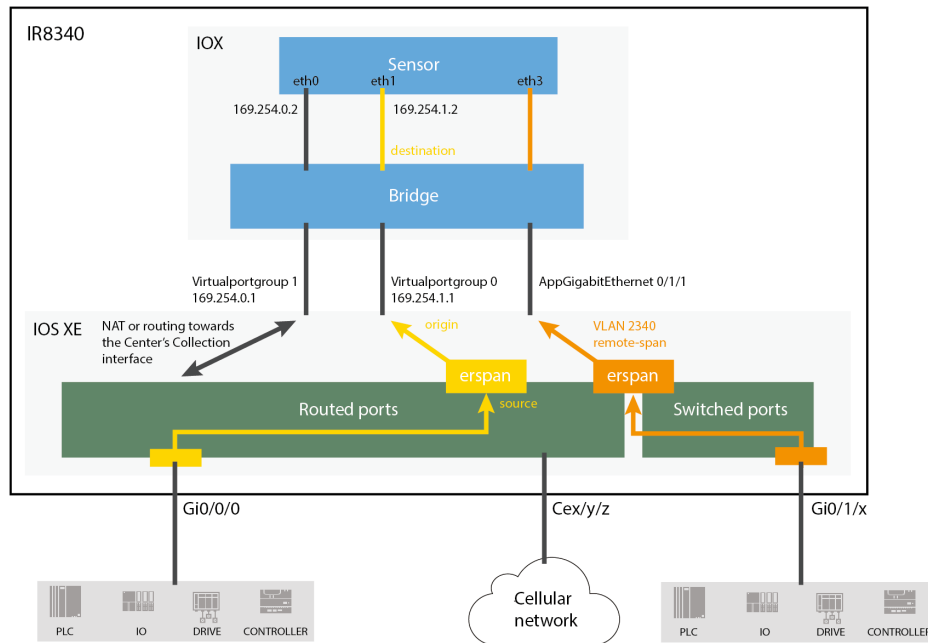 IR8340
IOX
Sensor
eth0
eth1
eth3
169.254.0.2
169.254.1.2
destination
Bridge
Virtualportgroup 1
169.254.0.1
Virtualportgroup 0
169.254.1.1
AppGigabitEthernet 0/1/1
IOS XE
NAT or routing towards
the Center's Collection
interface
origin
VLAN 2340
remote-span
erspan
erspan
source
Routed ports
Switched ports
Gi0/0/0
Cex/y/z
Gi0/1/x
PLC
IO
DRIVE
CONTROLLER
Cellular
network
PLC
IO
DRIVE
CONTROLLER